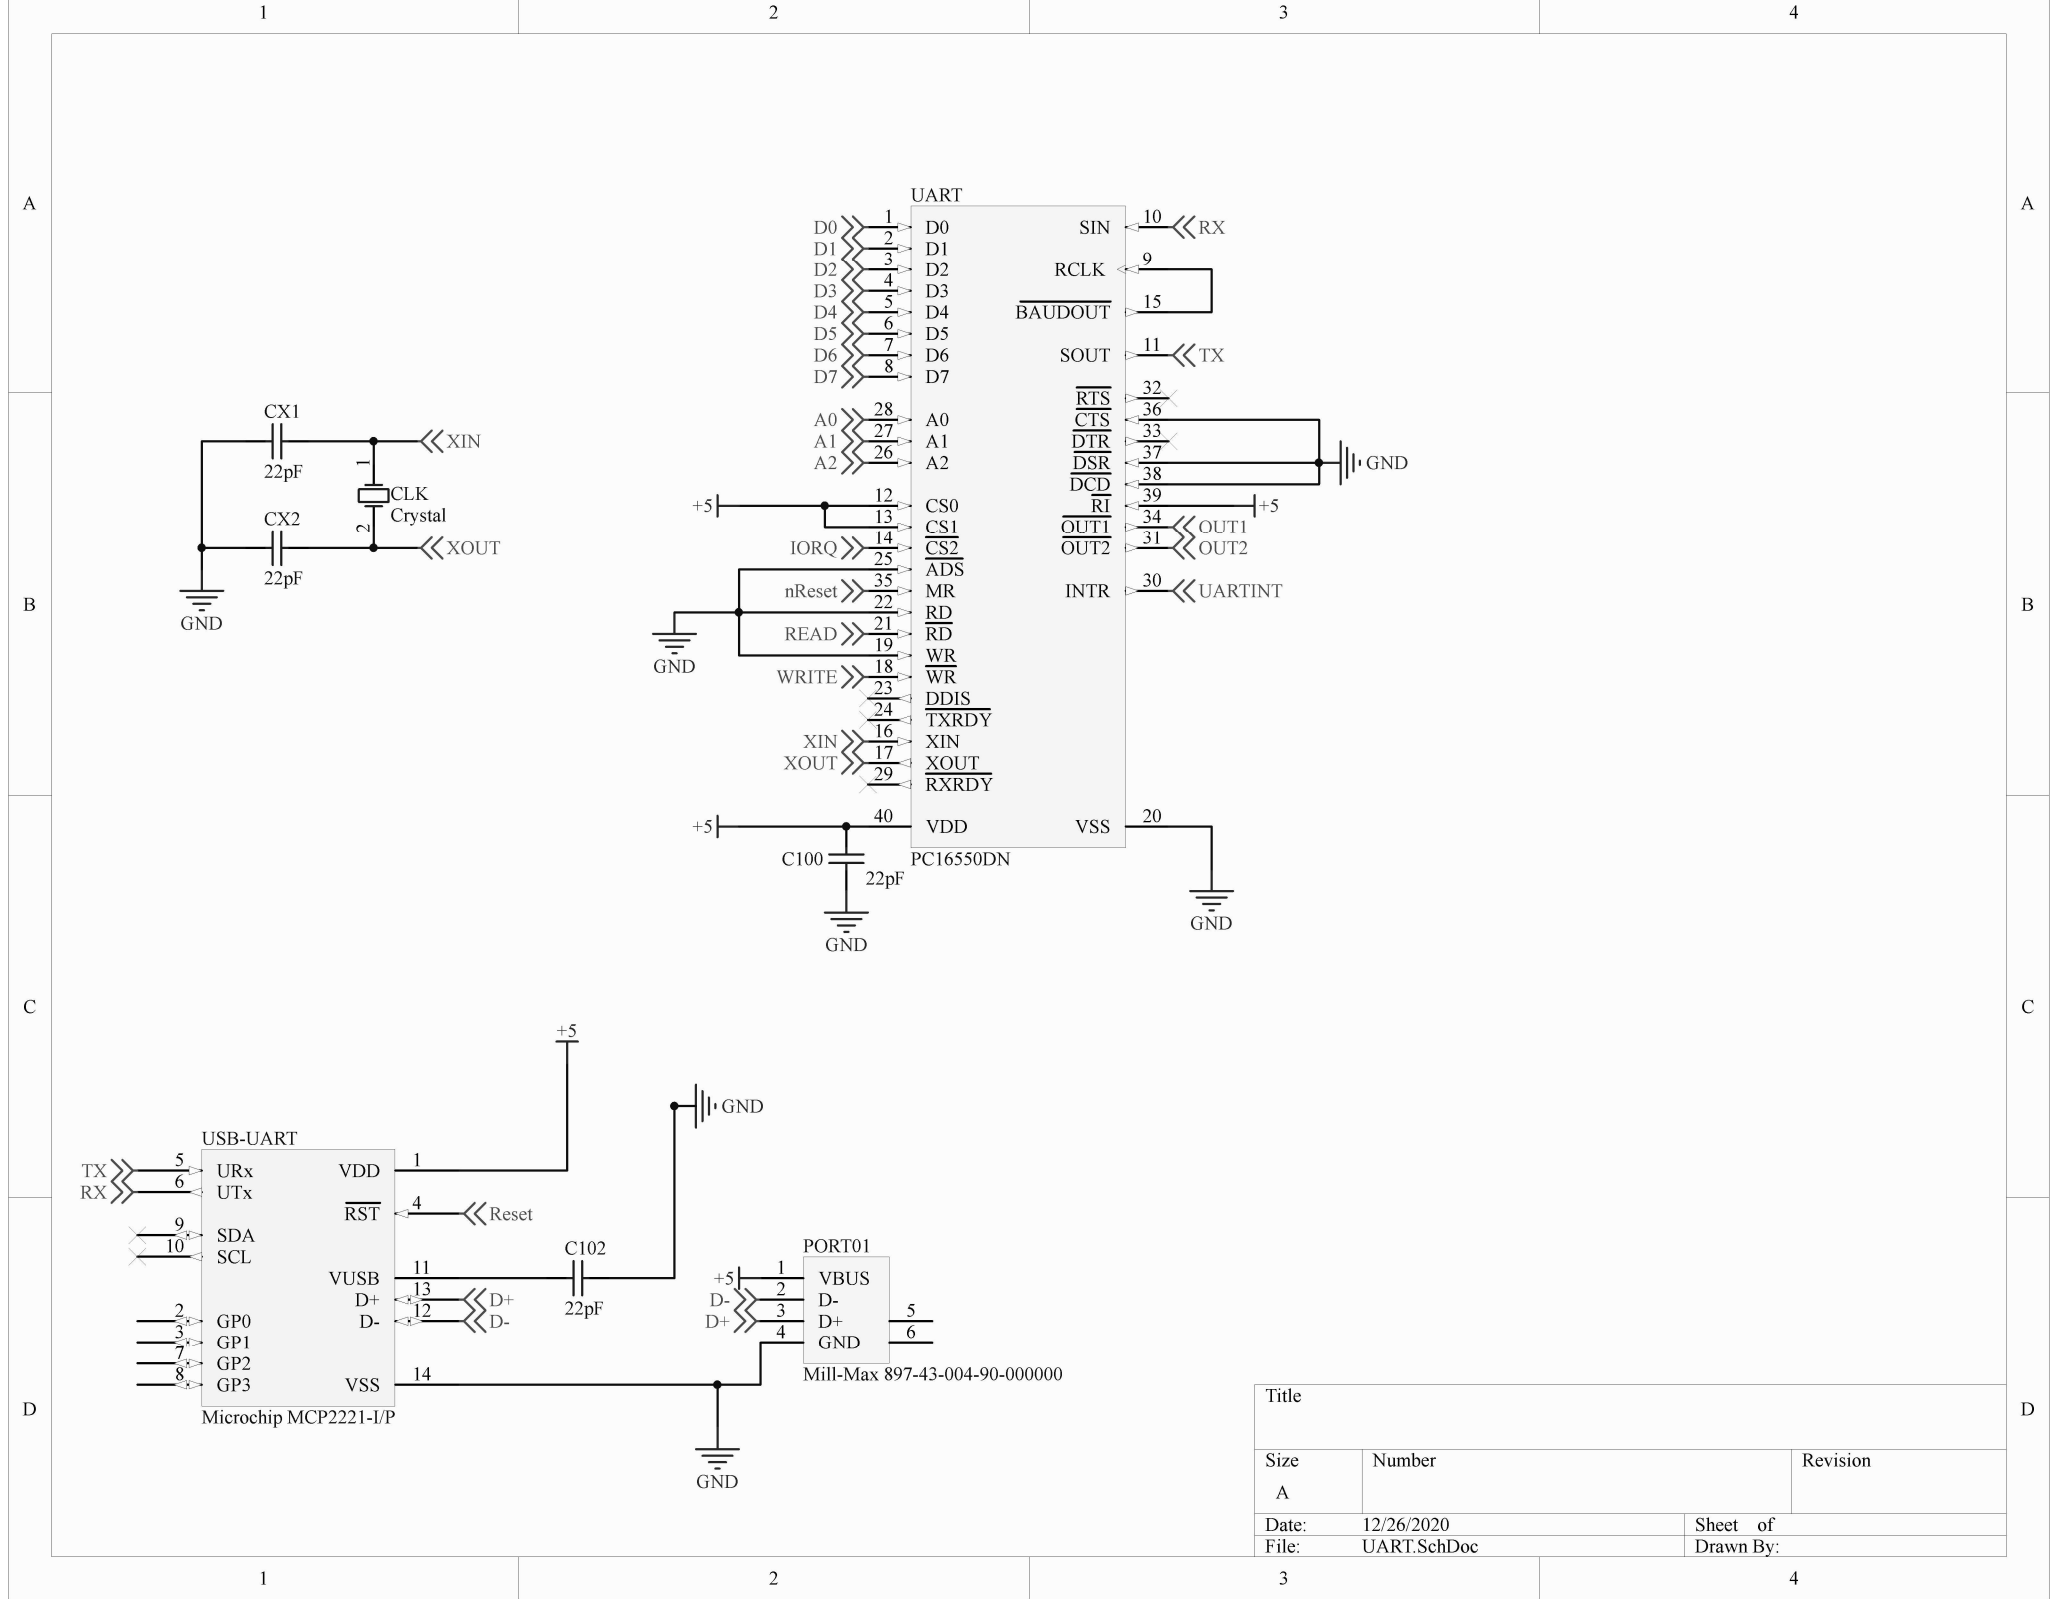 1 2 3 4
A A
B B
C C
D D
UART
D0 1 D0
D1 2 D1
D2 3 D2
D3 4 D3
D4 5 D4
D5 6 D5
D6 7 D6
D7 8 D7
A0 28 A0
A1 27 A1
A2 26 A2
+5 12 CS0
13 CS1
IORQ 14 CS2
25 ADS
nReset 35 MR
22 RD
READ 21 RD
19 WR
WRITE 18 WR
23 DDIS
24 TXRDY
XIN 16 XIN
XOUT 17 XOUT
29 RXRDY
+5 40 VDD
GND
SIN 10 RX
RCLK 9
BAUDOUT 15
SOUT 11 TX
RTS 32
CTS 36
DTR 33
DSR 37 GND
DCD 38
RI 39 +5
OUT1 34 OUT1
OUT2 31 OUT2
INTR 30 UARTINT
VSS 20
GND
PC16550DN
C100
22pF
GND
CX1
22pF
XIN
1
CLK
Crystal
2
CX2
22pF
XOUT
GND
+5
GND
USB-UART
TX 5 URx
RX 6 UTx
9 SDA
10 SCL
2 GP0
3 GP1
7 GP2
8 GP3
VDD 1
RST 4 Reset
VUSB 11
D+ 13 D+
D- 12 D-
VSS 14
Microchip MCP2221-I/P
C102
22pF
PORT01
+5 1 VBUS
D- 2 D-
D+ 3 D+ 5
4 GND 6
Mill-Max 897-43-004-90-000000
GND
Title
Size Number Revision
A
Date: 12/26/2020 Sheet of
File: UART.SchDoc Drawn By:
1 2 3 4